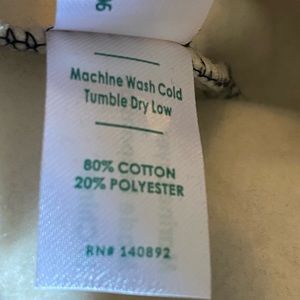 Machine Wash Cold
Tumble Dry Low
80% COTTON
20% POLYESTER
RN# 140892